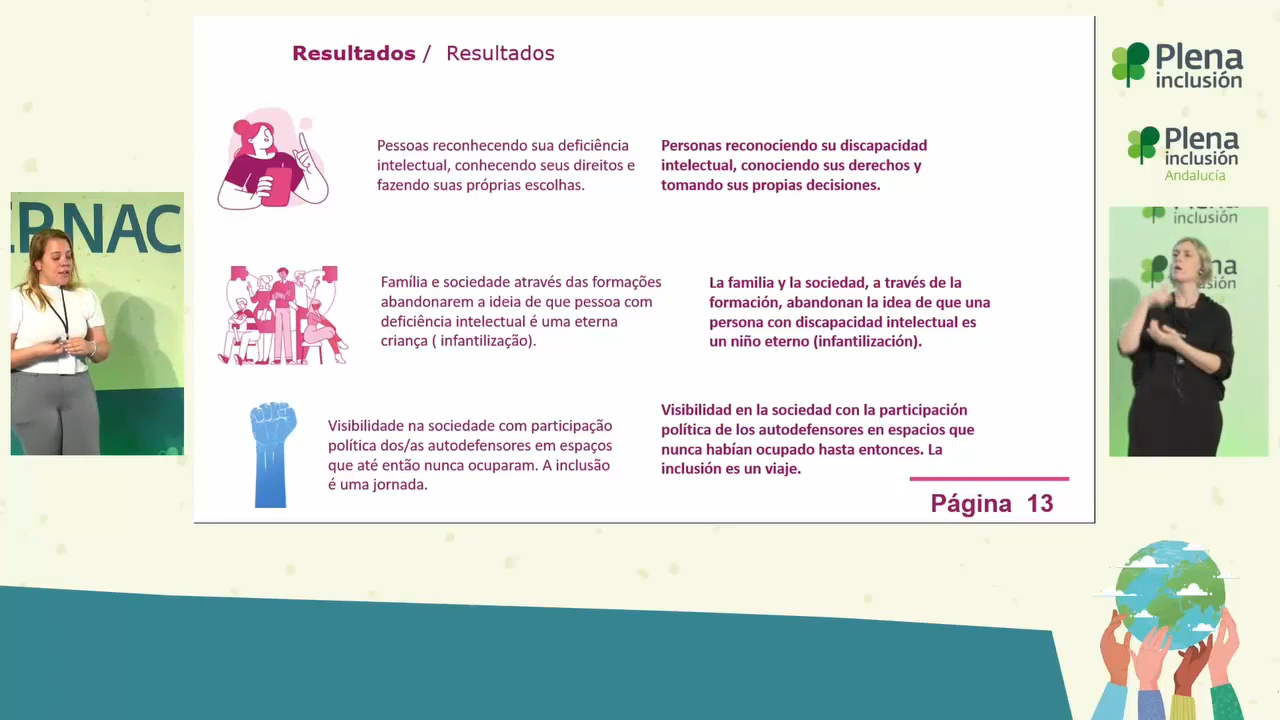 Resultados / Resultados
Pessoas reconhecendo sua deficiência
intelectual, conhecendo seus direitos e
fazendo suas próprias escolhas.
Personas reconociendo su discapacidad
intelectual, conociendo sus derechos y
tomando sus propias decisiones.
Família e sociedade através das formações
abandonarem a ideia de que pessoa com
deficiência intelectual é uma eterna
criança ( infantilização).
La familia y la sociedad, a través de la
formación, abandonan la idea de que una
persona con discapacidad intelectual es
un niño eterno (infantilización).
Visibilidade na sociedade com participação
política dos/as autodefensores em espaços
que até então nunca ocuparam. A inclusão
é uma jornada.
Visibilidad en la sociedad con la participación
política de los autodefensores en espacios que
nunca habían ocupado hasta entonces. La
inclusión es un viaje.
Página 13
Plena
inclusión
Plena
inclusión
Andalucía
ERNAC
inclusión